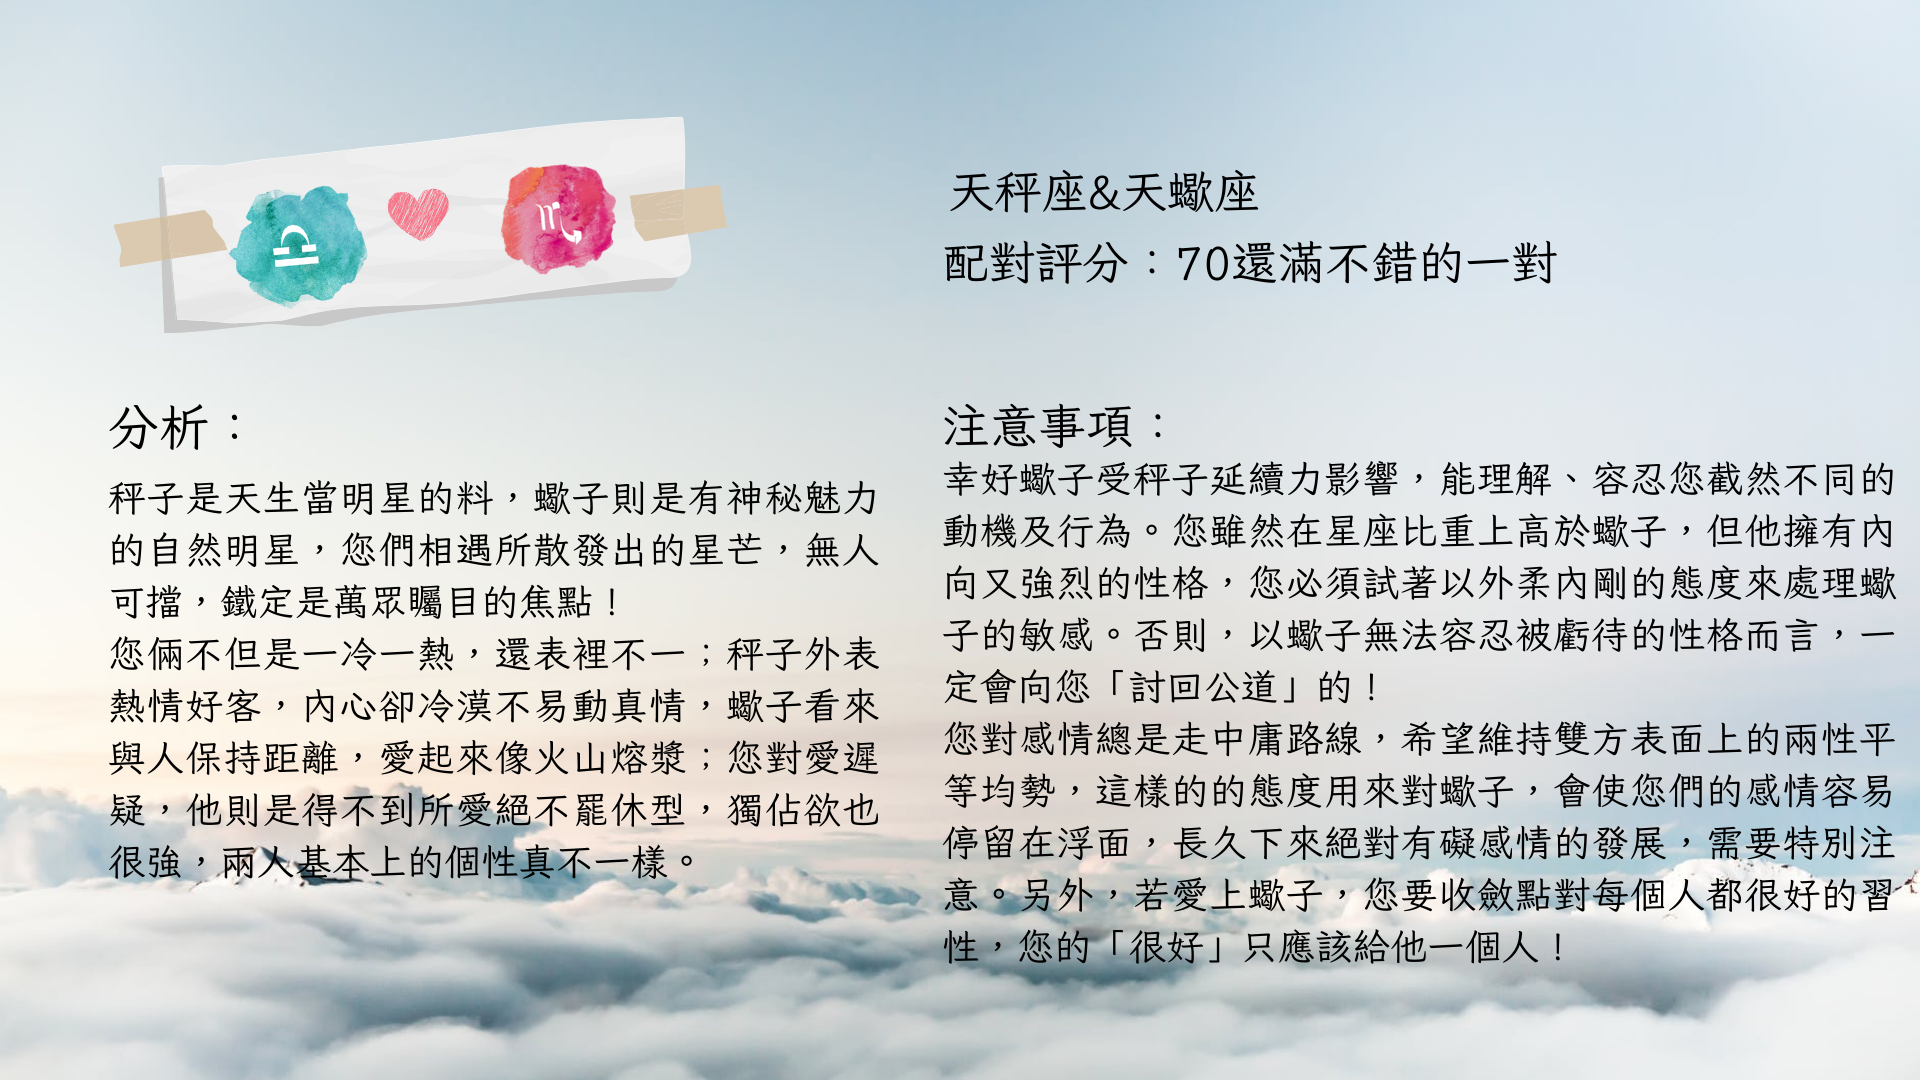 天秤座&天蠍座
配對評分：70還滿不錯的一對
分析：
秤子是天生當明星的料，蠍子則是有神秘魅力
的自然明星，您們相遇所散發出的星芒，無人
可擋，鐵定是萬眾矚目的焦點！
您倆不但是一冷一熱，還表裡不一；秤子外表
熱情好客，內心卻冷漠不易動真情，蠍子看來
與人保持距離，愛起來像火山熔漿；您對愛遲
疑，他則是得不到所愛絕不罷休型，獨佔欲也
很強，兩人基本上的個性真不一樣。
注意事項：
幸好蠍子受秤子延續力影響，能理解、容忍您截然不同的
動機及行為。您雖然在星座比重上高於蠍子，但他擁有內
向又強烈的性格，您必須試著以外柔內剛的態度來處理蠍
子的敏感。否則，以蠍子無法容忍被虧待的性格而言，一
定會向您「討回公道」的！
您對感情總是走中庸路線，希望維持雙方表面上的兩性平
等均勢，這樣的的態度用來對蠍子，會使您們的感情容易
停留在浮面，長久下來絕對有礙感情的發展，需要特別注
意。另外，若愛上蠍子，您要收斂點對每個人都很好的習
性，您的「很好」只應該給他一個人！